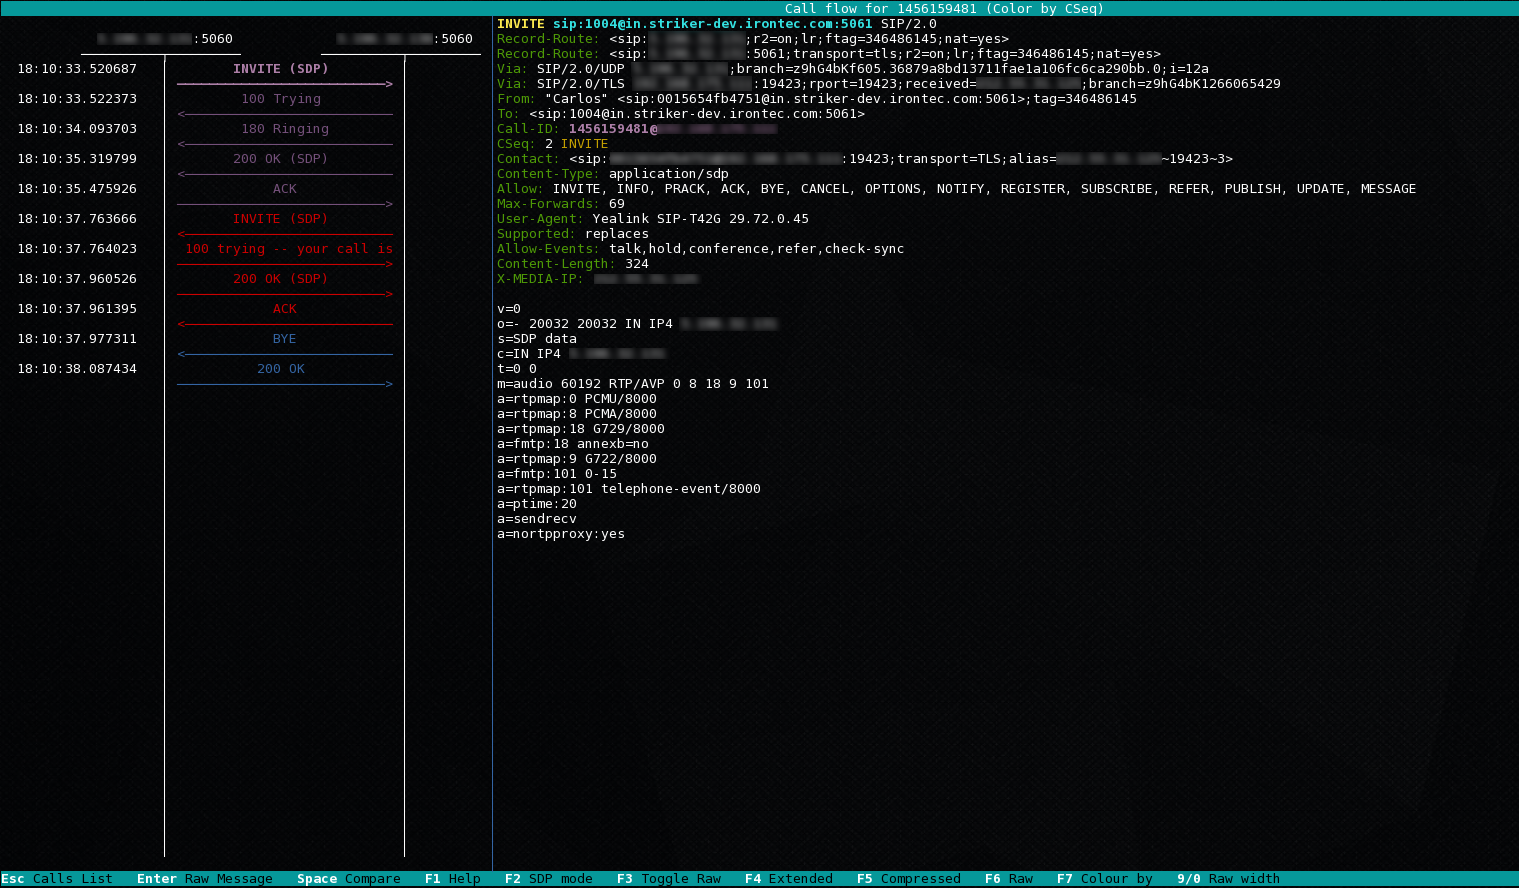 Call flow for 1456159481 (Color by CSeq)
:5060 :5060
18:10:33.520687 INVITE (SDP)
18:10:33.522373 100 Trying
18:10:34.093703 180 Ringing
18:10:35.319799 200 OK (SDP)
18:10:35.475926 ACK
18:10:37.763666 INVITE (SDP)
18:10:37.764023 100 trying -- your call is
18:10:37.960526 200 OK (SDP)
18:10:37.961395 ACK
18:10:37.977311 BYE
18:10:38.087434 200 OK
INVITE sip:1004@in.striker-dev.irontec.com:5061 SIP/2.0
Record-Route: <sip: ;r2=on;lr;ftag=346486145;nat=yes>
Record-Route: <sip: :5061;transport=tls;r2=on;lr;ftag=346486145;nat=yes>
Via: SIP/2.0/UDP ;branch=z9hG4bKf605.36879a8bd13711fae1a106fc6ca290bb.0;i=12a
Via: SIP/2.0/TLS :19423;rport=19423;received= ;branch=z9hG4bK1266065429
From: "Carlos" <sip:0015654fb4751@in.striker-dev.irontec.com:5061>;tag=346486145
To: <sip:1004@in.striker-dev.irontec.com:5061>
Call-ID: 1456159481@
CSeq: 2 INVITE
Contact: <sip: :19423;transport=TLS;alias= ~19423~3>
Content-Type: application/sdp
Allow: INVITE, INFO, PRACK, ACK, BYE, CANCEL, OPTIONS, NOTIFY, REGISTER, SUBSCRIBE, REFER, PUBLISH, UPDATE, MESSAGE
Max-Forwards: 69
User-Agent: Yealink SIP-T42G 29.72.0.45
Supported: replaces
Allow-Events: talk,hold,conference,refer,check-sync
Content-Length: 324
X-MEDIA-IP:
v=0
o=- 20032 20032 IN IP4
s=SDP data
c=IN IP4
t=0 0
m=audio 60192 RTP/AVP 0 8 18 9 101
a=rtpmap:0 PCMU/8000
a=rtpmap:8 PCMA/8000
a=rtpmap:18 G729/8000
a=fmtp:18 annexb=no
a=rtpmap:9 G722/8000
a=fmtp:101 0-15
a=rtpmap:101 telephone-event/8000
a=ptime:20
a=sendrecv
a=nortpproxy:yes
Esc Calls List Enter Raw Message Space Compare F1 Help F2 SDP mode F3 Toggle Raw F4 Extended F5 Compressed F6 Raw F7 Colour by 9/0 Raw width